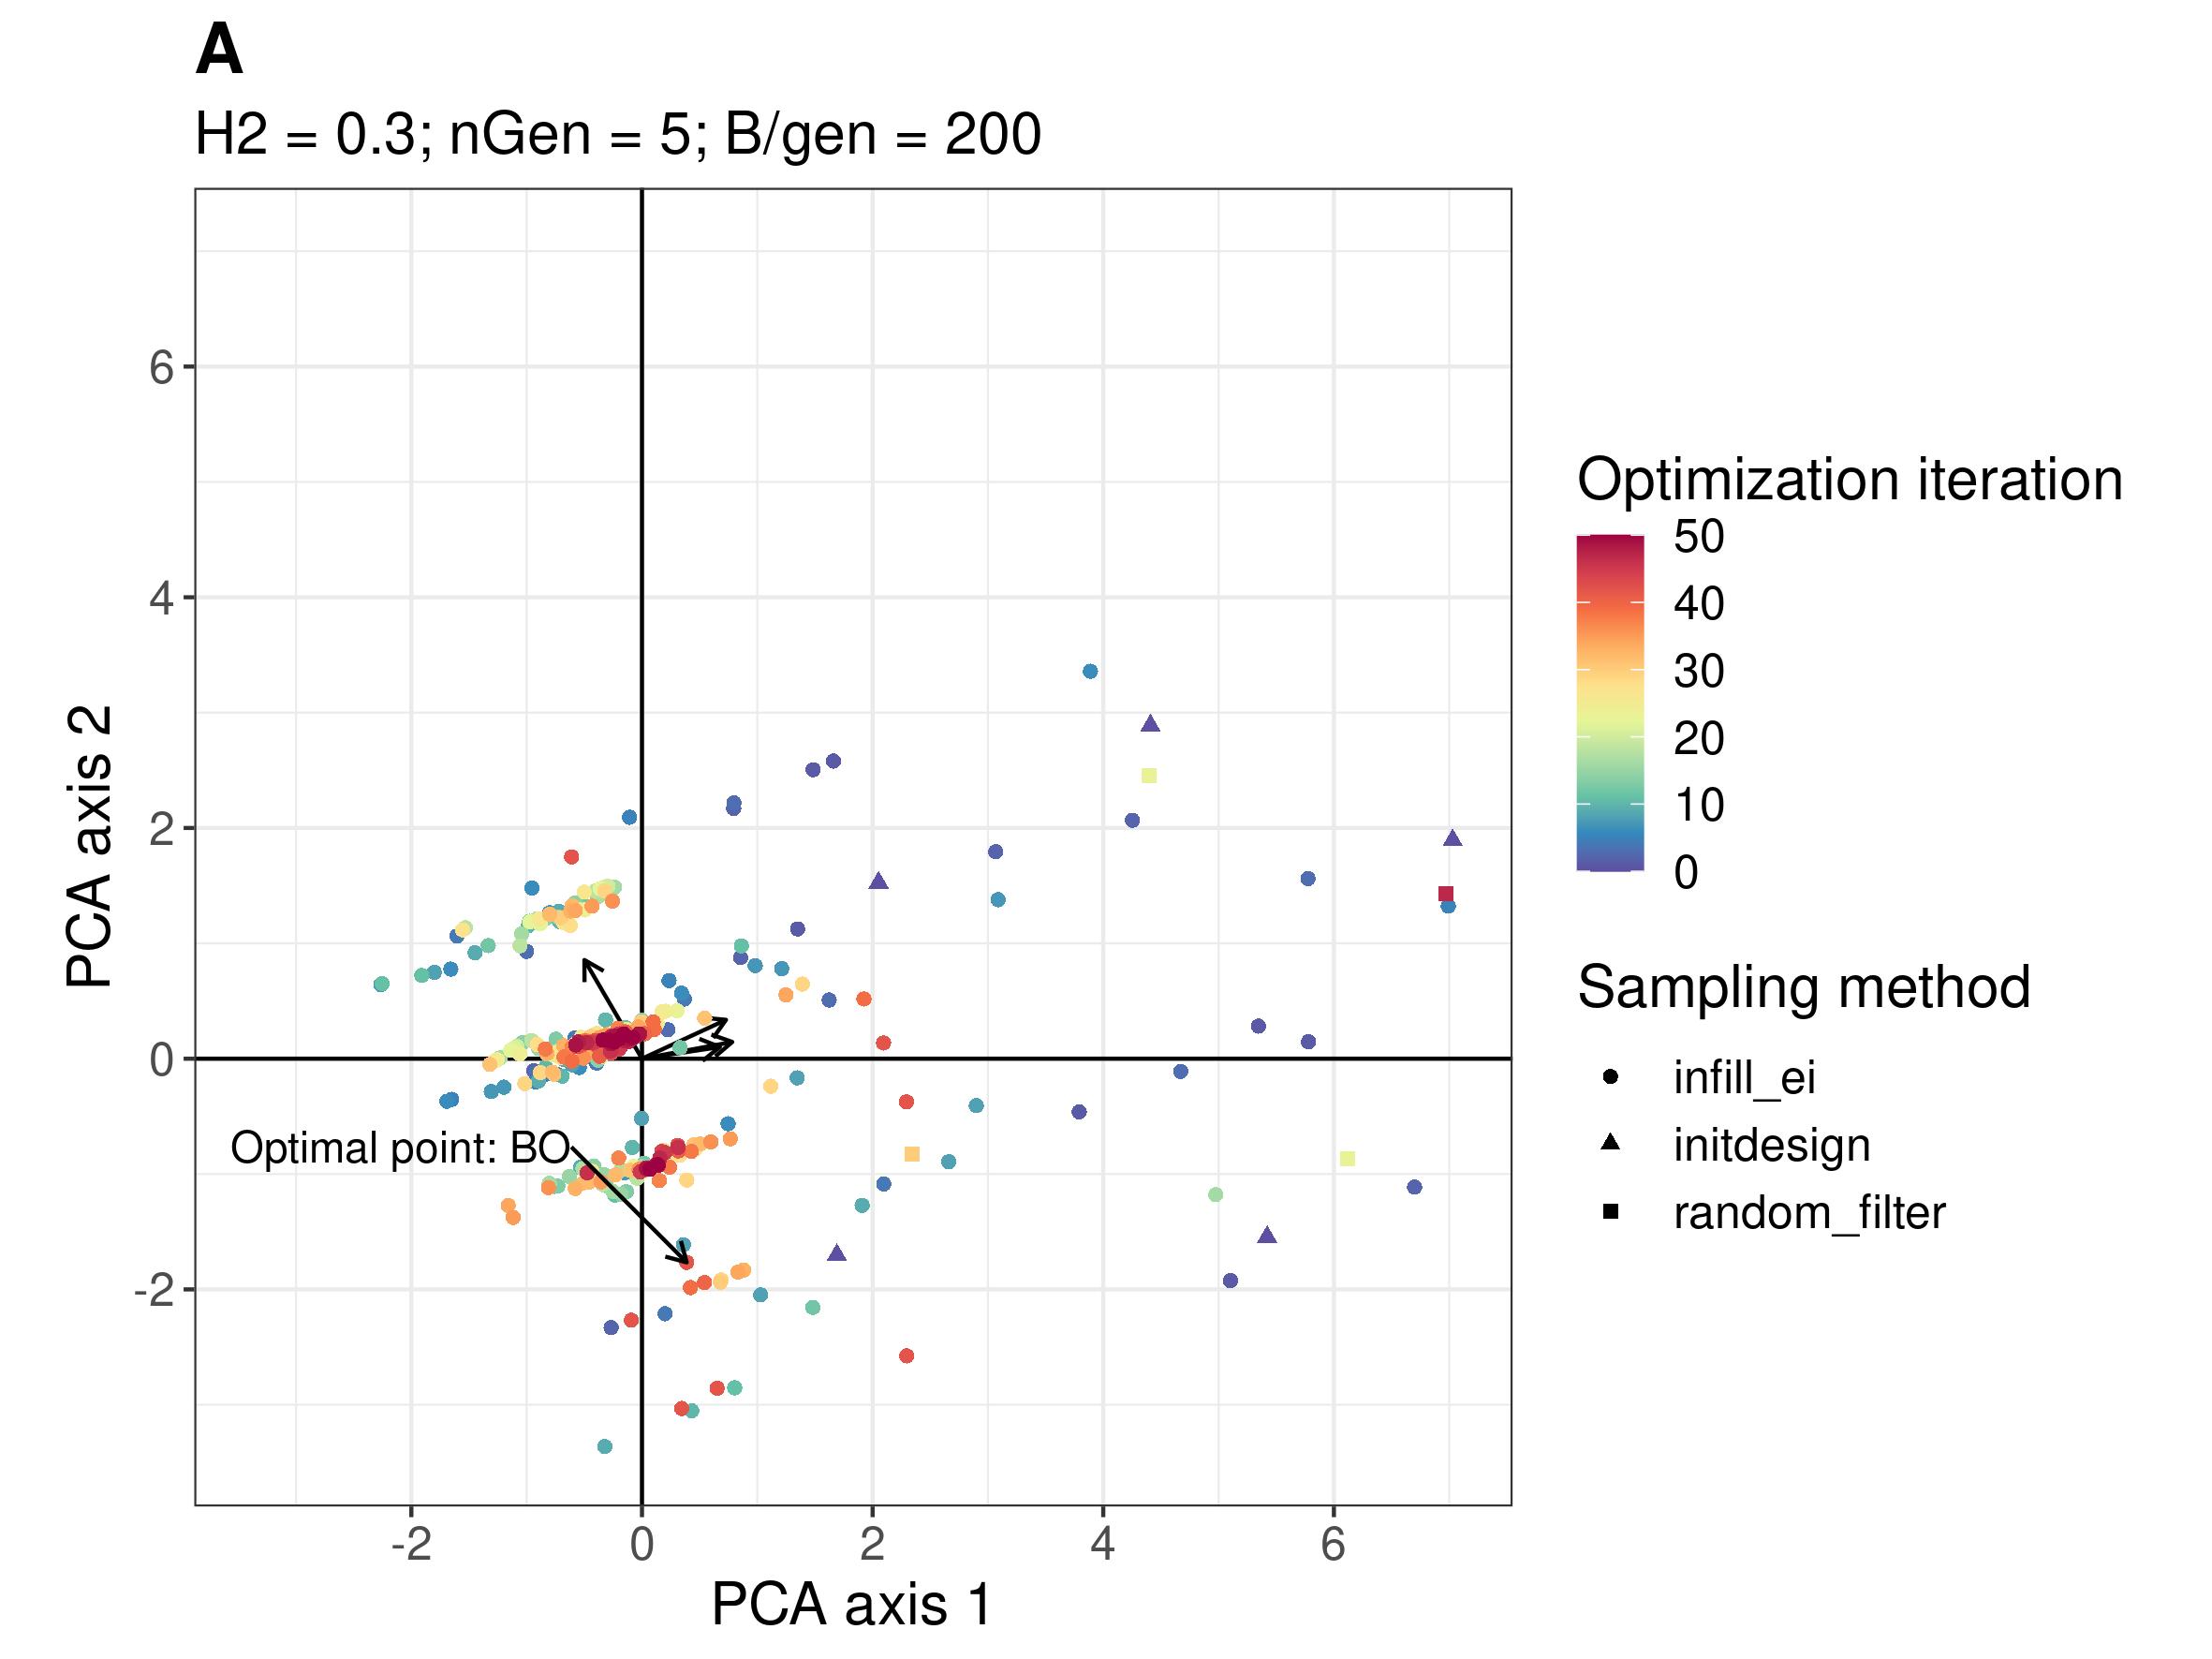 A
H2 = 0.3; nGen = 5; B/gen = 200
PCA axis 2
6
4
2
0
-2
Optimal point: BO
-2
0
2
4
6
PCA axis 1
Optimization iteration
50
40
30
20
10
0
Sampling method
infill_ei
initdesign
random_filter